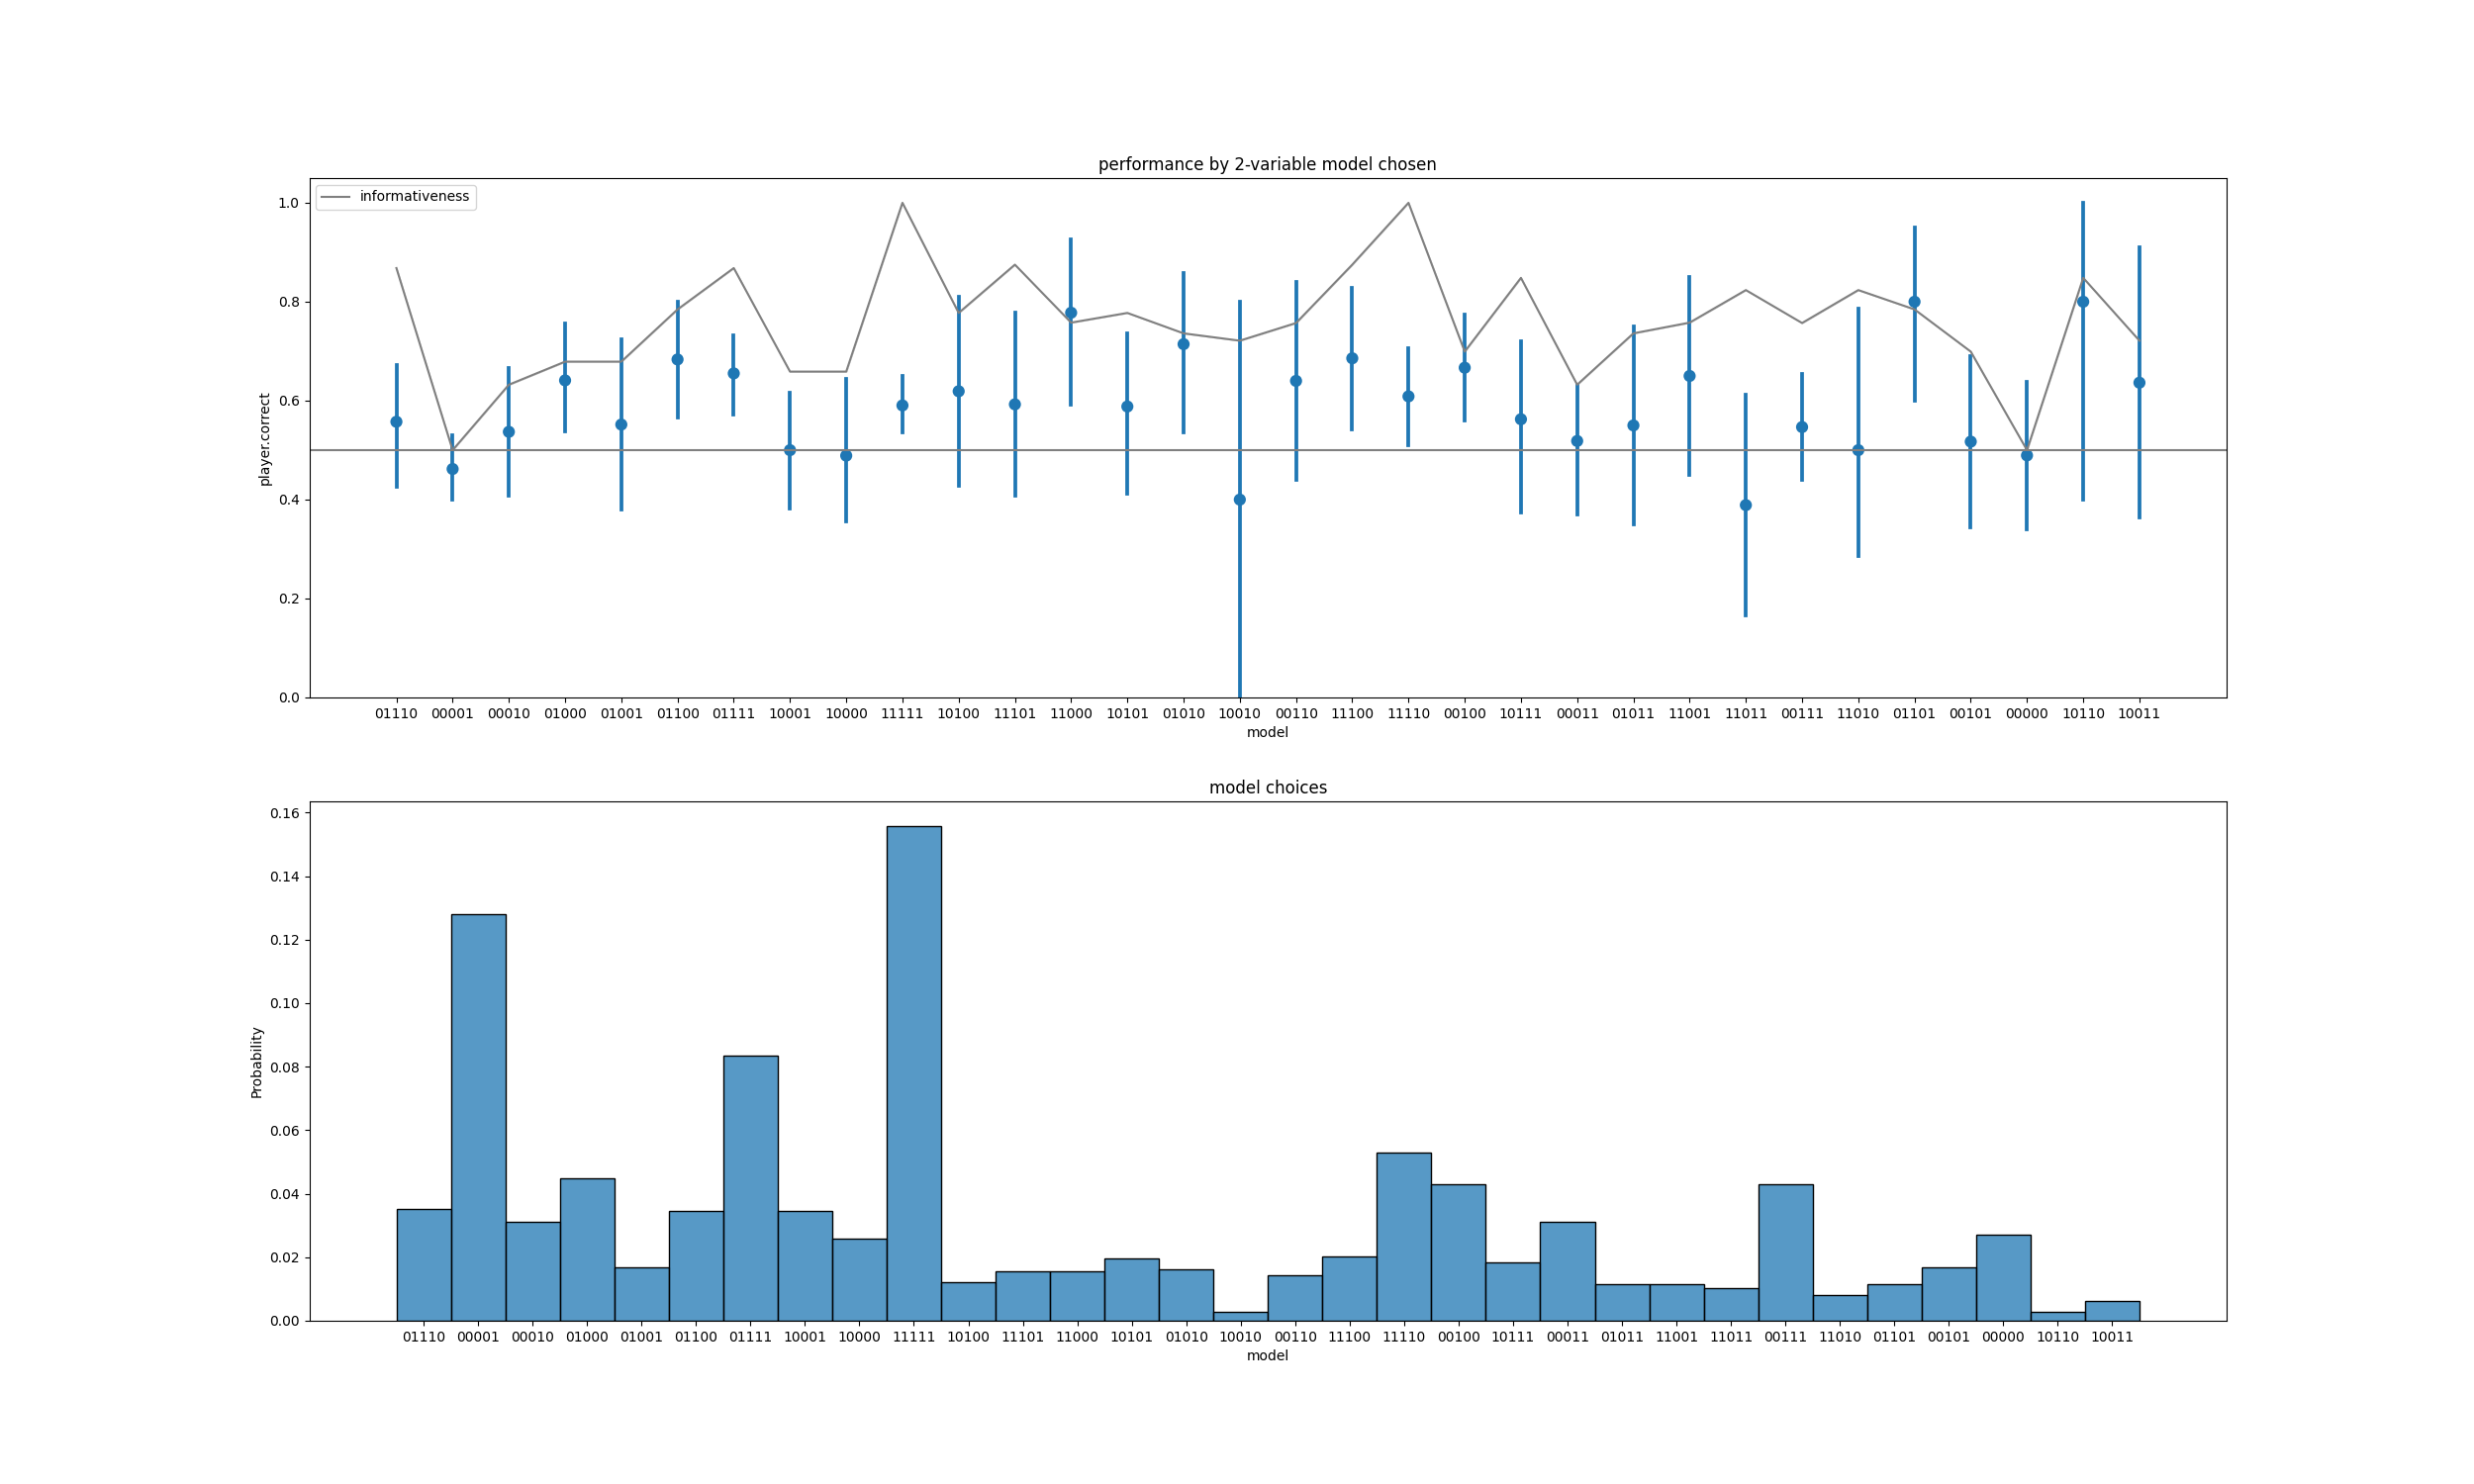 performance by 2-variable model chosen
informativeness
1.0
0.8
0.6
0.4
0.2
0.0
player.correct
01110 00001 00010 01000 01001 01100 01111 10001 10000 11111 10100 11101 11000 10101 01010 10010 00110 11100 11110 00100 10111 00011 01011 11001 11011 00111 11010 01101 00101 00000 10110 10011
model
model choices
0.16
0.14
0.12
0.10
0.08
0.06
0.04
0.02
0.00
Probability
01110 00001 00010 01000 01001 01100 01111 10001 10000 11111 10100 11101 11000 10101 01010 10010 00110 11100 11110 00100 10111 00011 01011 11001 11011 00111 11010 01101 00101 00000 10110 10011
model